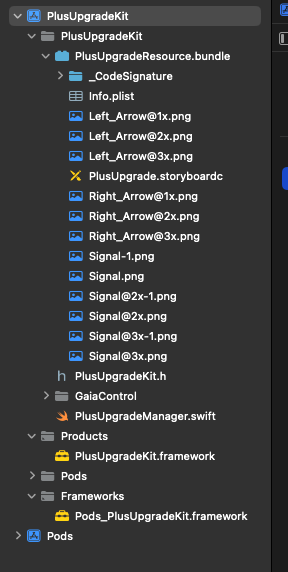 PlusUpgradeKit
PlusUpgradeKit
PlusUpgradeResource.bundle
_CodeSignature
Info.plist
Left_Arrow@1x.png
Left_Arrow@2x.png
Left_Arrow@3x.png
PlusUpgrade.storyboardc
Right_Arrow@1x.png
Right_Arrow@2x.png
Right_Arrow@3x.png
Signal-1.png
Signal.png
Signal@2x-1.png
Signal@2x.png
Signal@3x-1.png
Signal@3x.png
h PlusUpgradeKit.h
GaiaControl
PlusUpgradeManager.swift
Products
PlusUpgradeKit.framework
Pods
Frameworks
Pods_PlusUpgradeKit.framework
Pods